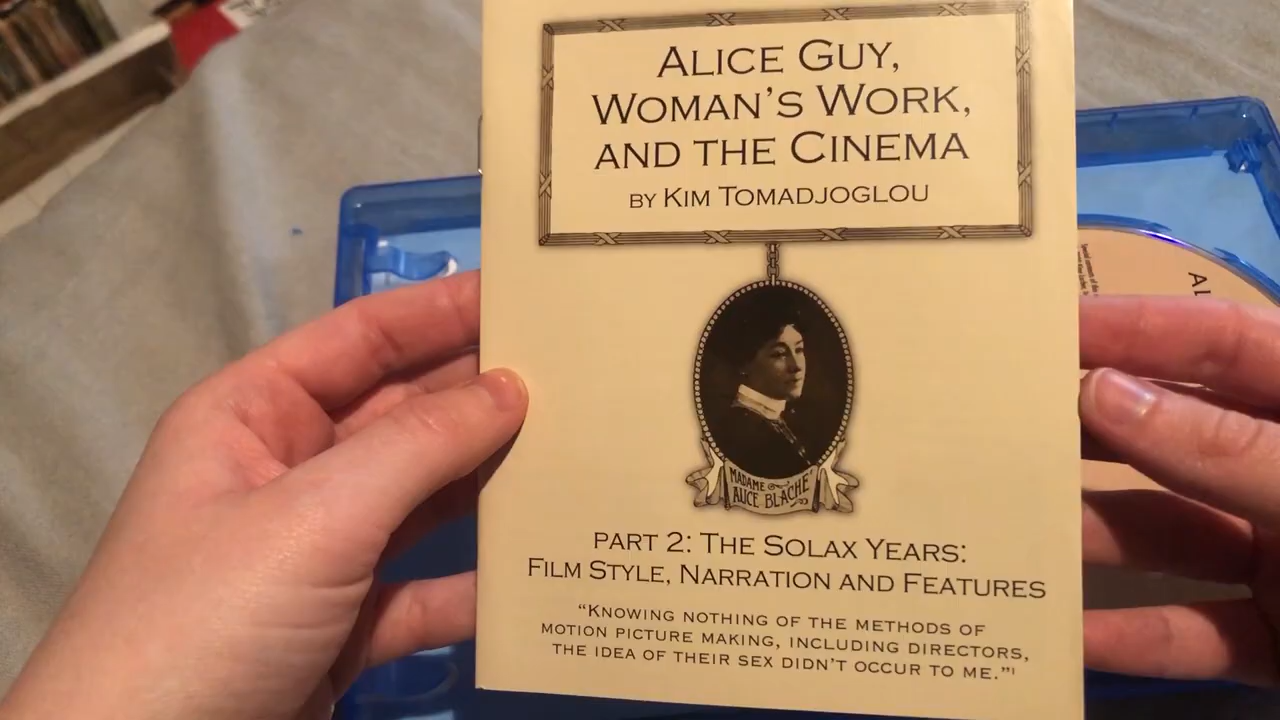 ALICE GUY,
WOMAN'S WORK,
AND THE CINEMA
BY KIM TOMADJOGLOU
MADAME
ALICE BLACHÉ
PART 2: THE SOLAX YEARS:
FILM STYLE, NARRATION AND FEATURES
"KNOWING NOTHING OF THE METHODS OF
MOTION PICTURE MAKING, INCLUDING DIRECTORS,
THE IDEA OF THEIR SEX DIDN'T OCCUR TO ME."¹
AL